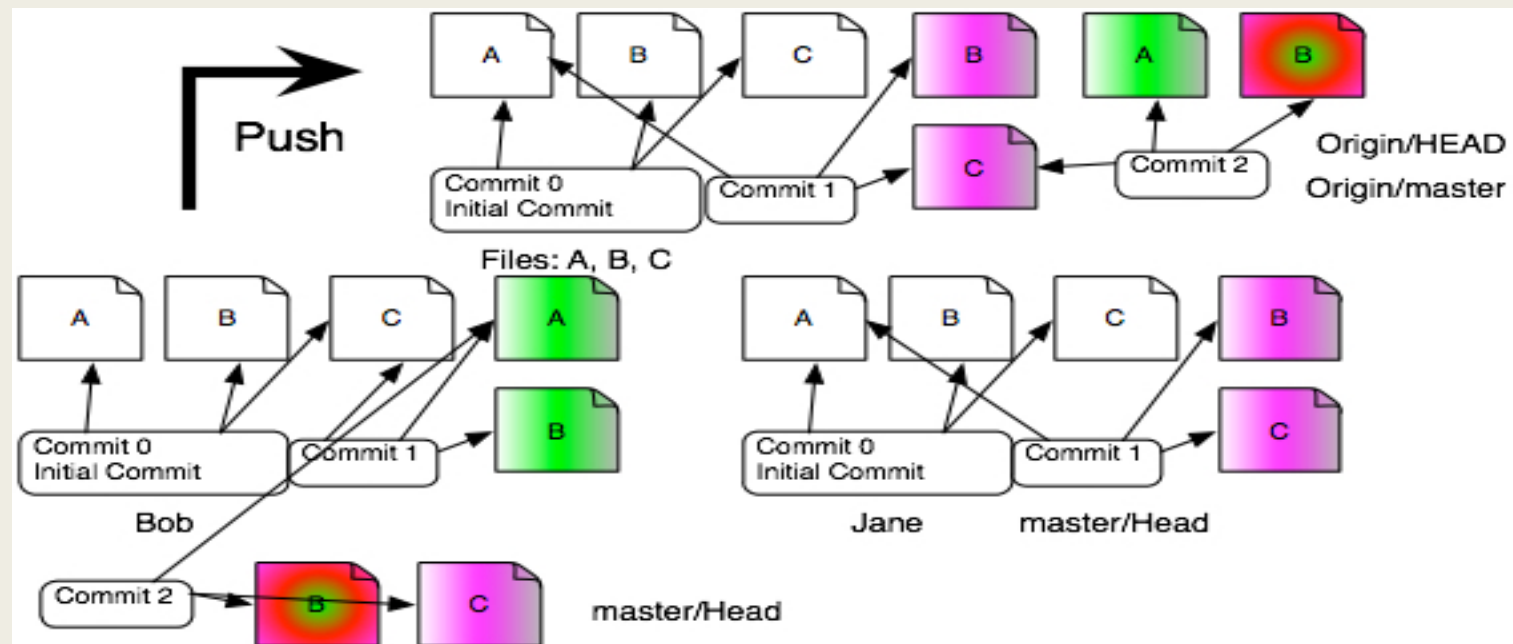 A
B
C
B
A
B
Push
C
Commit 0
Initial Commit
Commit 1
Commit 2
Origin/HEAD
Origin/master
Files: A, B, C
A
B
C
A
B
Commit 0
Initial Commit
Commit 1
Bob
Commit 2
B
C
master/Head
A
B
C
B
C
Commit 0
Initial Commit
Commit 1
Jane
master/Head